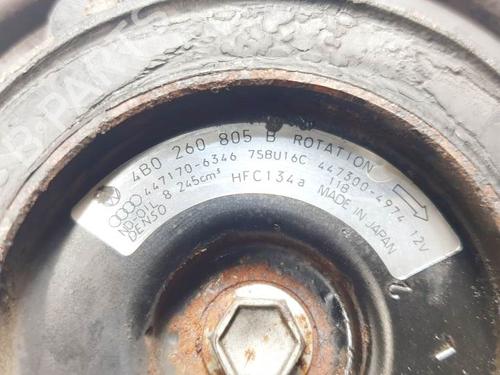 4B0 260 805 B ROTATION
447170-6346 7SBU16C 447300-4974
ND-OIL 8 245cm³ HFC134a 118 12V
DENSO MADE IN JAPAN